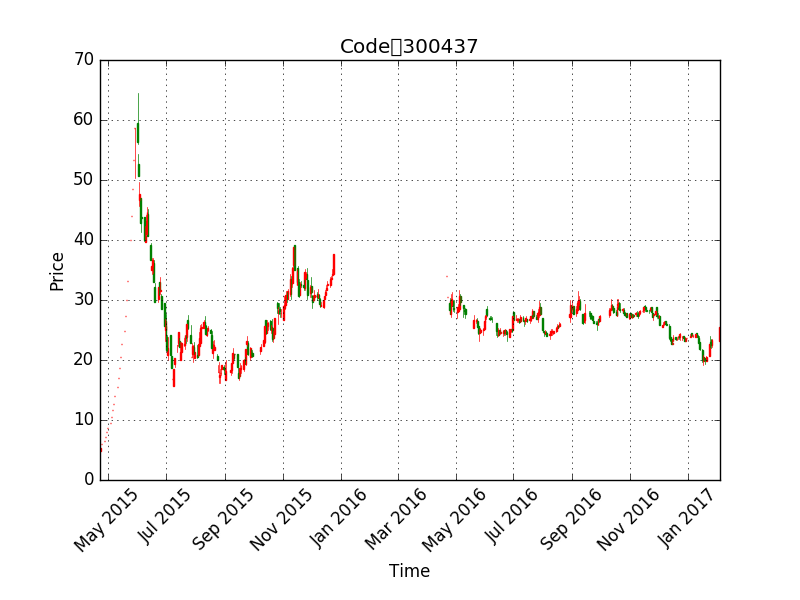 Code▯300437
70
60
50
40
30
20
10
0
Price
May 2015
Jul 2015
Sep 2015
Nov 2015
Jan 2016
Mar 2016
May 2016
Jul 2016
Sep 2016
Nov 2016
Jan 2017
Time